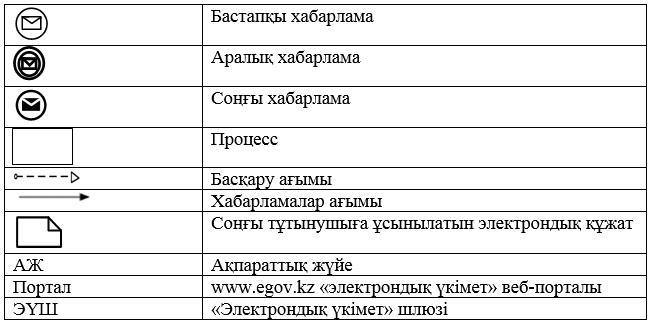 Бастапқы хабарлама
Аралық хабарлама
Соңғы хабарлама
Процесс
Басқару ағымы
Хабарламалар ағымы
Соңғы тұтынушыға ұсынылатын электрондық құжат
АЖ Ақпараттық жүйе
Портал www.egov.kz «электрондық үкімет» веб-порталы
ЭҮШ «Электрондық үкімет» шлюзі